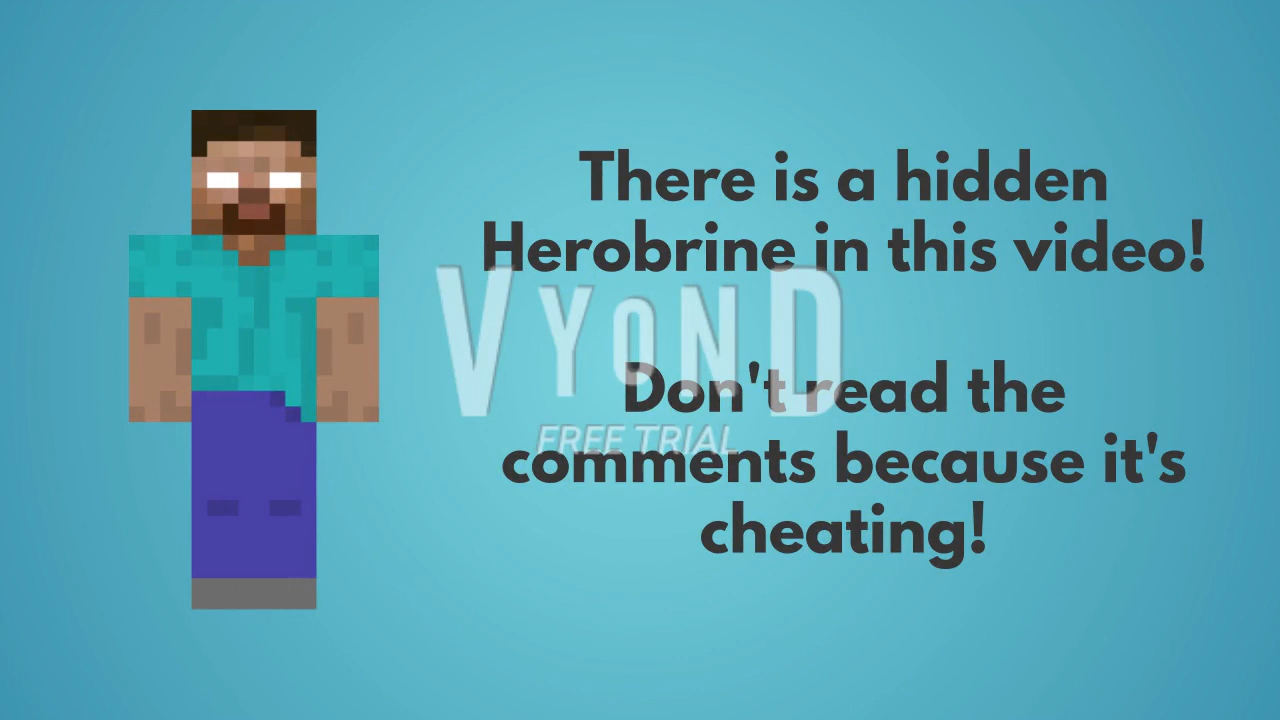 There is a hidden
Herobrine in this video!
VYOND
FREE TRIAL
Don't read the
comments because it's
cheating!